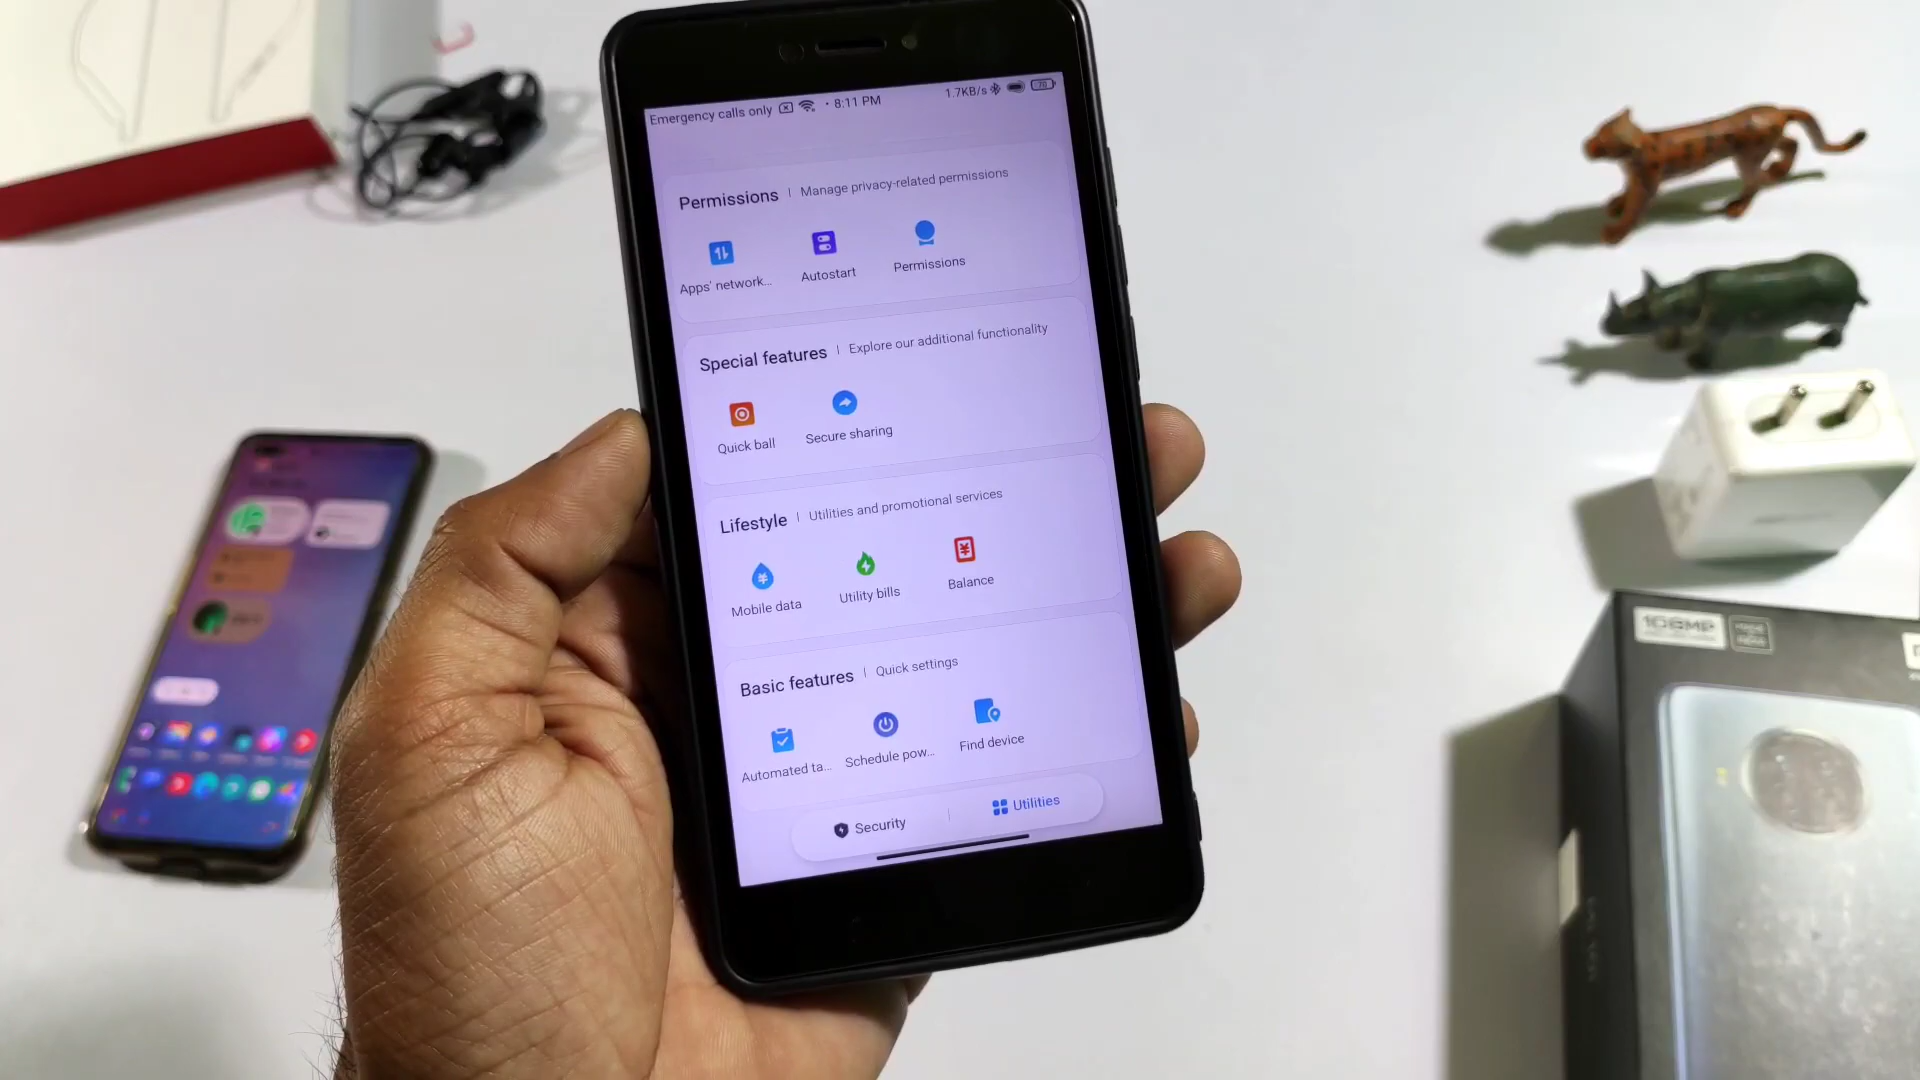 Emergency calls only · 8:11 PM 1.7KB/s 70
Permissions | Manage privacy-related permissions
Apps' network... Autostart Permissions
Special features | Explore our additional functionality
Quick ball Secure sharing
Lifestyle | Utilities and promotional services
Mobile data Utility bills Balance
Basic features | Quick settings
Automated ta... Schedule pow... Find device
Security Utilities
108MP